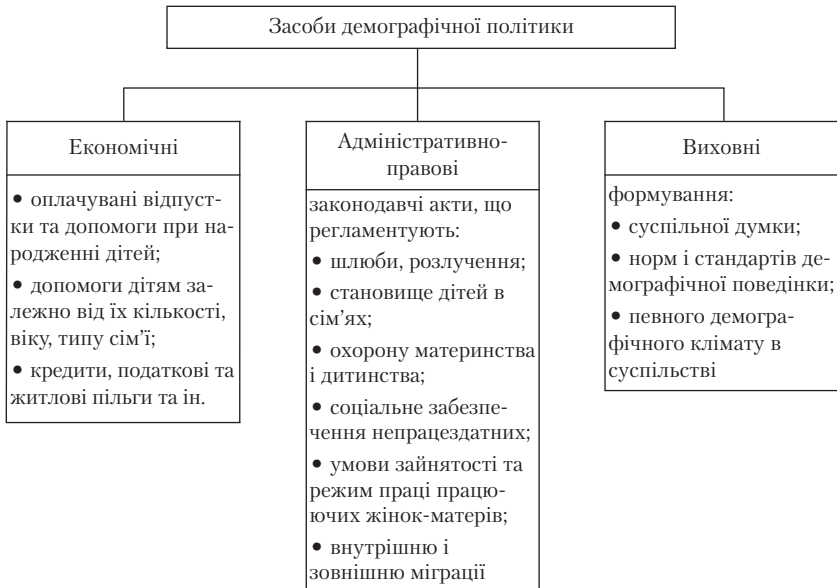 Засоби демографічної політики
Економічні
• оплачувані відпуст-
ки та допомоги при на-
родженні дітей;
• допомоги дітям за-
лежно від їх кількості,
віку, типу сім’ї;
• кредити, податкові та
житлові пільги та ін.
Адміністративно-
правові
законодавчі акти, що
регламентують:
• шлюби, розлучення;
• становище дітей в
сім’ях;
• охорону материнства
і дитинства;
• соціальне забезпе-
чення непрацездатних;
• умови зайнятості та
режим праці працю-
ючих жінок-матерів;
• внутрішню і
зовнішню міграції
Виховні
формування:
• суспільної думки;
• норм і стандартів де-
мографічної поведінки;
• певного демогра-
фічного клімату в
суспільстві